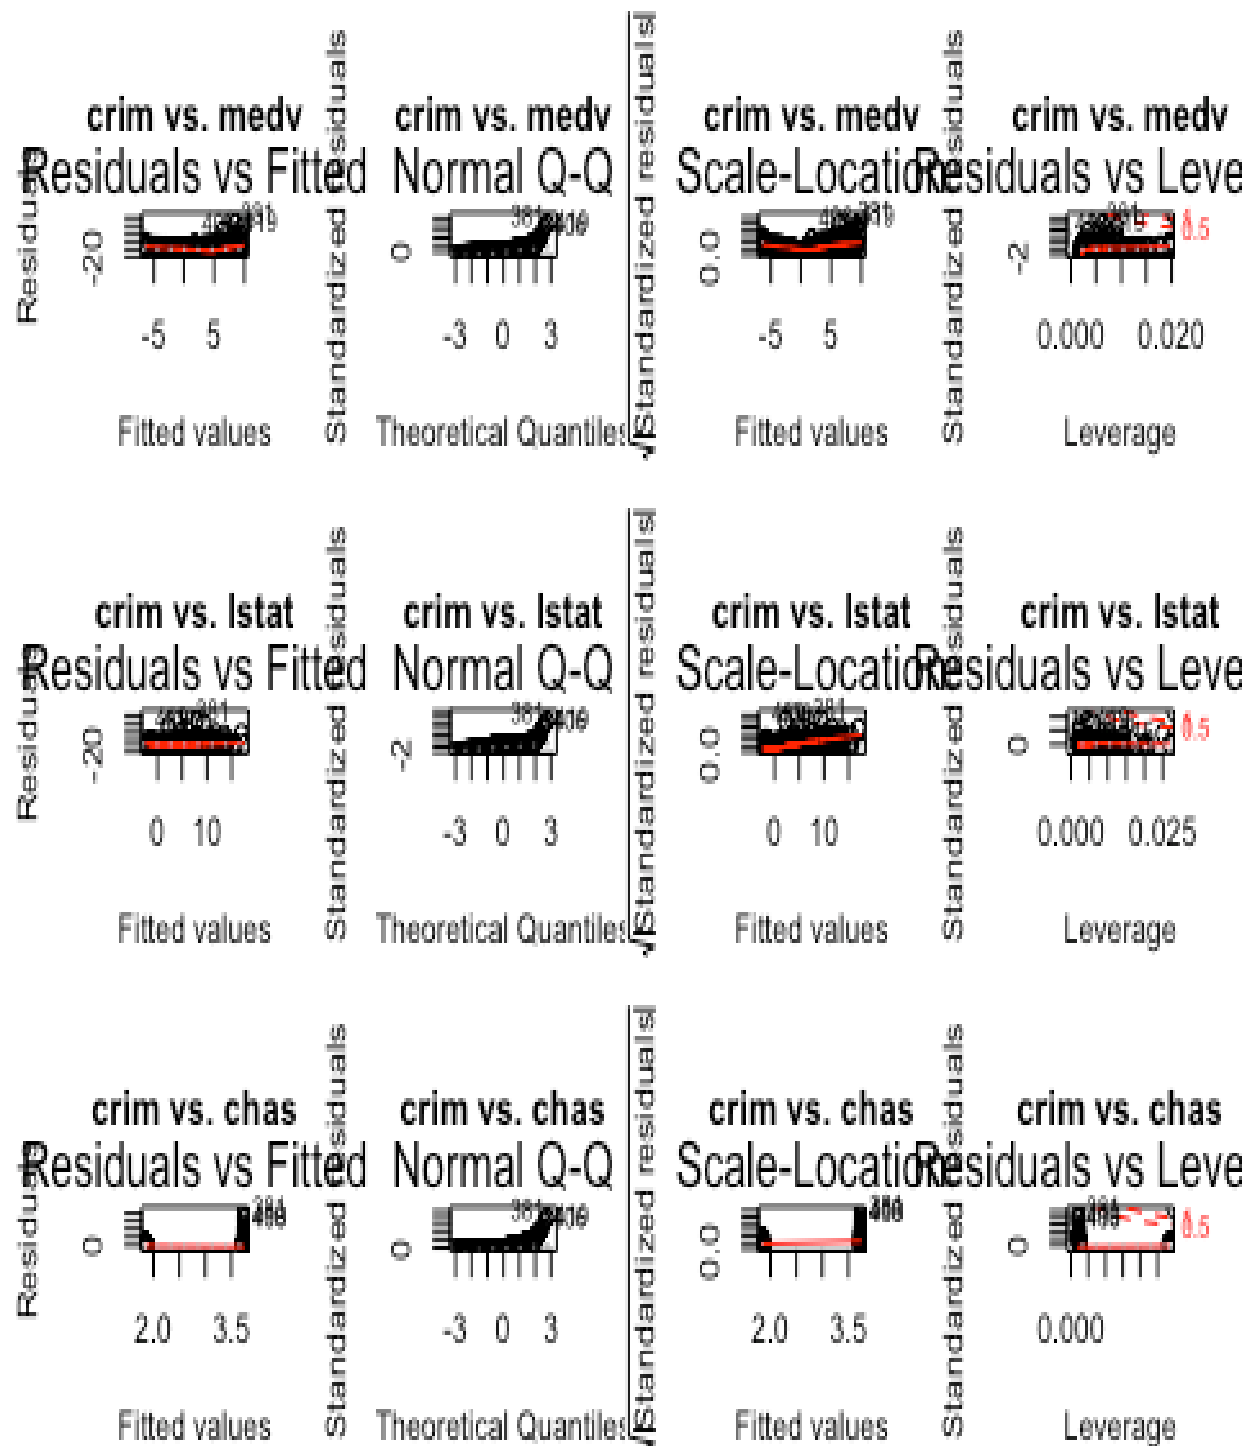 crim vs. medv
Residuals vs Fitted
Residuals
-20
-5 5
Fitted values
crim vs. medv
Normal Q-Q
Standardized residuals
0
381
-3 0 3
Theoretical Quantiles
crim vs. medv
Scale-Location
√|Standardized residuals|
0.0
-5 5
Fitted values
crim vs. medv
Residuals vs Leve
Standardized residuals
-2
0.5
0.000 0.020
Leverage
crim vs. lstat
Residuals vs Fitted
Residuals
-20
0 10
Fitted values
crim vs. lstat
Normal Q-Q
Standardized residuals
-2
381
-3 0 3
Theoretical Quantiles
crim vs. lstat
Scale-Location
√|Standardized residuals|
0.0
0 10
Fitted values
crim vs. lstat
Residuals vs Leve
Standardized residuals
0
0.5
0.000 0.025
Leverage
crim vs. chas
Residuals vs Fitted
Residuals
0
2.0 3.5
Fitted values
crim vs. chas
Normal Q-Q
Standardized residuals
0
381
-3 0 3
Theoretical Quantiles
crim vs. chas
Scale-Location
√|Standardized residuals|
0.0
2.0 3.5
Fitted values
crim vs. chas
Residuals vs Leve
Standardized residuals
0
0.5
0.000
Leverage